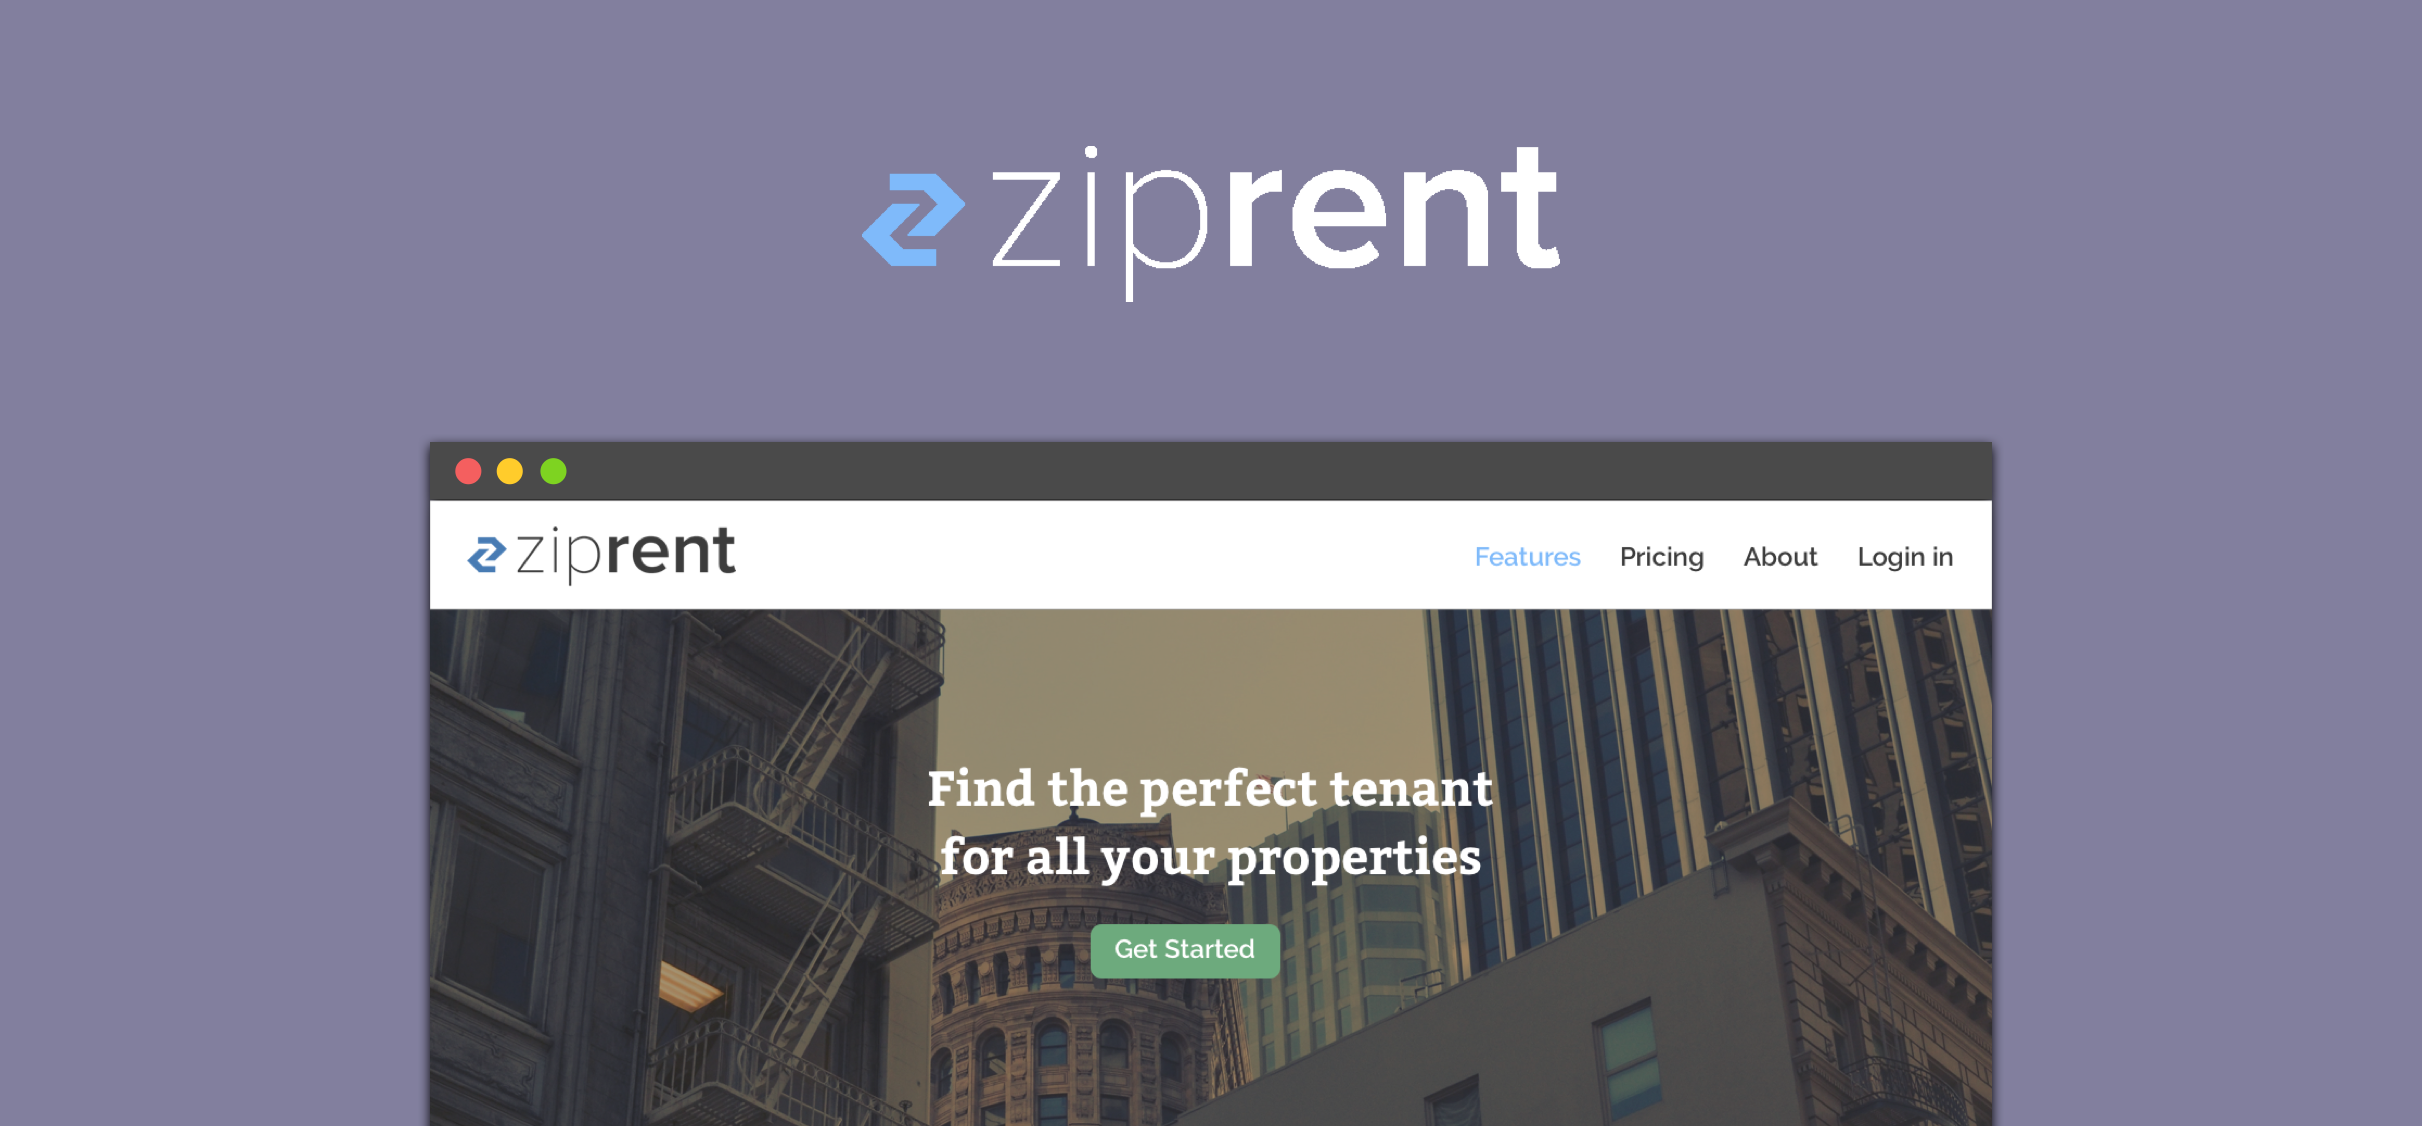 ziprent
ziprent
Features Pricing About Login in
Find the perfect tenant
for all your properties
Get Started